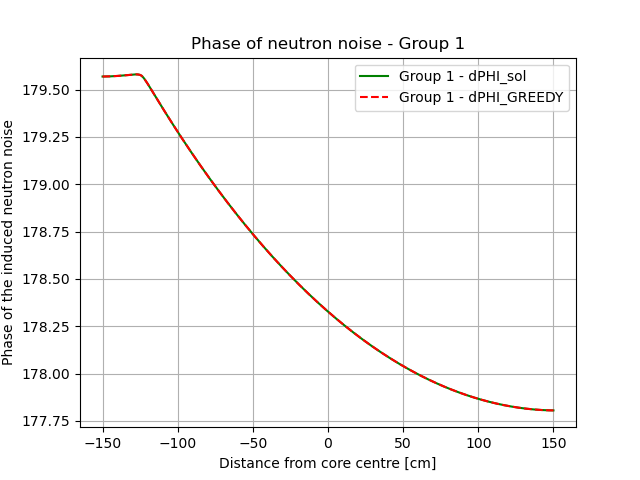 Phase of neutron noise - Group 1
Group 1 - dPHI_sol
Group 1 - dPHI_GREEDY
Phase of the induced neutron noise
179.50
179.25
179.00
178.75
178.50
178.25
178.00
177.75
−150 −100 −50 0 50 100 150
Distance from core centre [cm]